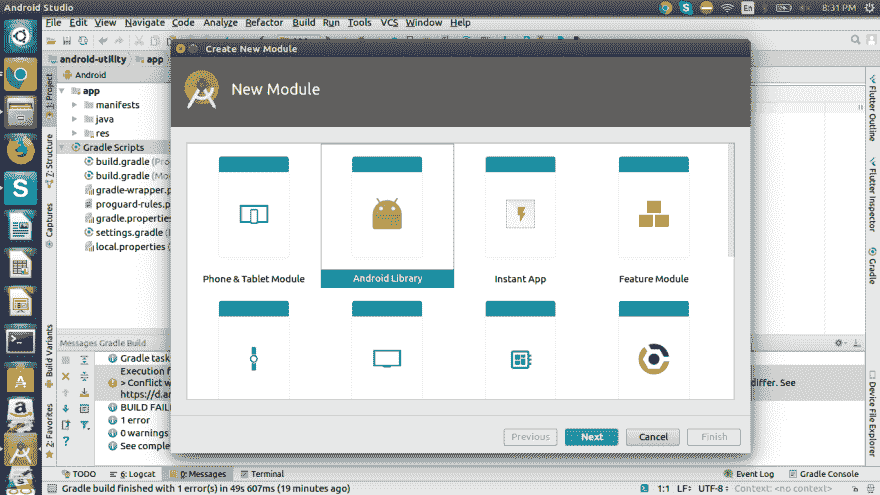 Android Studio
En
8:31 PM
File Edit View Navigate Code Analyze Refactor Build Run Tools VCS Window Help
android-utility app
Create New Module
New Module
Android
app
manifests
java
res
Gradle Scripts
build.gradle
build.gradle
gradle-wrapper
proguard-rules
gradle.properties
settings.gradle
local.properties
Project
Z: Structure
Captures
Build Variants
2: Favorites
Phone & Tablet Module
Android Library
Instant App
Feature Module
Previous
Next
Cancel
Finish
Flutter Outline
Flutter Inspector
Gradle
Device File Explorer
Messages Gradle Build
Gradle task
Execution
> Conflict
differ. See
https://d.
BUILD
1 error
0 warnings
See
TODO
6: Logcat
0: Messages
Terminal
Event Log
Gradle Console
Gradle build finished with 1 error(s) in 49s 607ms (19 minutes ago)
1:1 LF÷ UTF-8÷ Context: <no context>